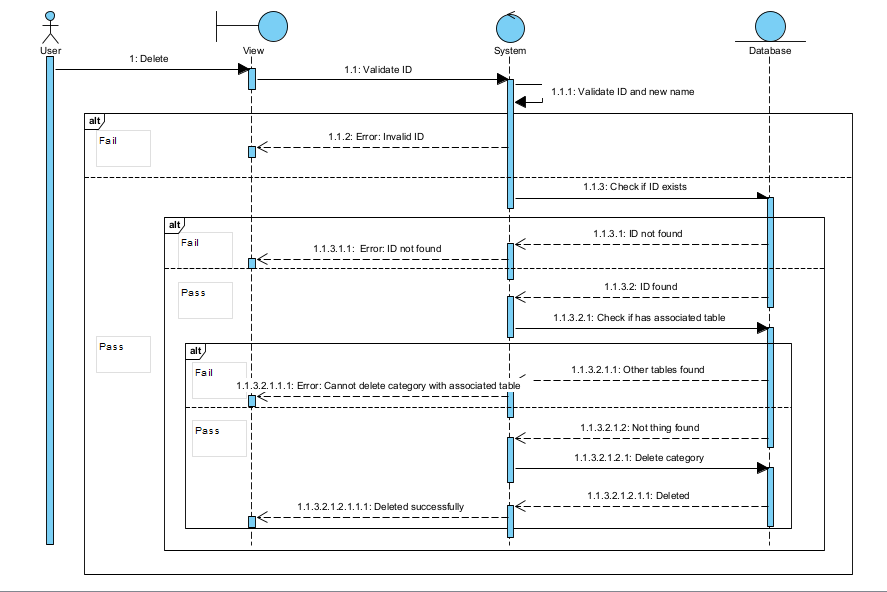 User
View
System
Database
1: Delete
1.1: Validate ID
1.1.1: Validate ID and new name
alt
Fail
1.1.2: Error: Invalid ID
1.1.3: Check if ID exists
alt
Fail
1.1.3.1: ID not found
1.1.3.1.1: Error: ID not found
Pass
1.1.3.2: ID found
1.1.3.2.1: Check if has associated table
Pass
alt
Fail
1.1.3.2.1.1: Other tables found
1.1.3.2.1.1.1: Error: Cannot delete category with associated table
Pass
1.1.3.2.1.2: Not thing found
1.1.3.2.1.2.1: Delete category
1.1.3.2.1.2.1.1: Deleted
1.1.3.2.1.2.1.1.1: Deleted successfully